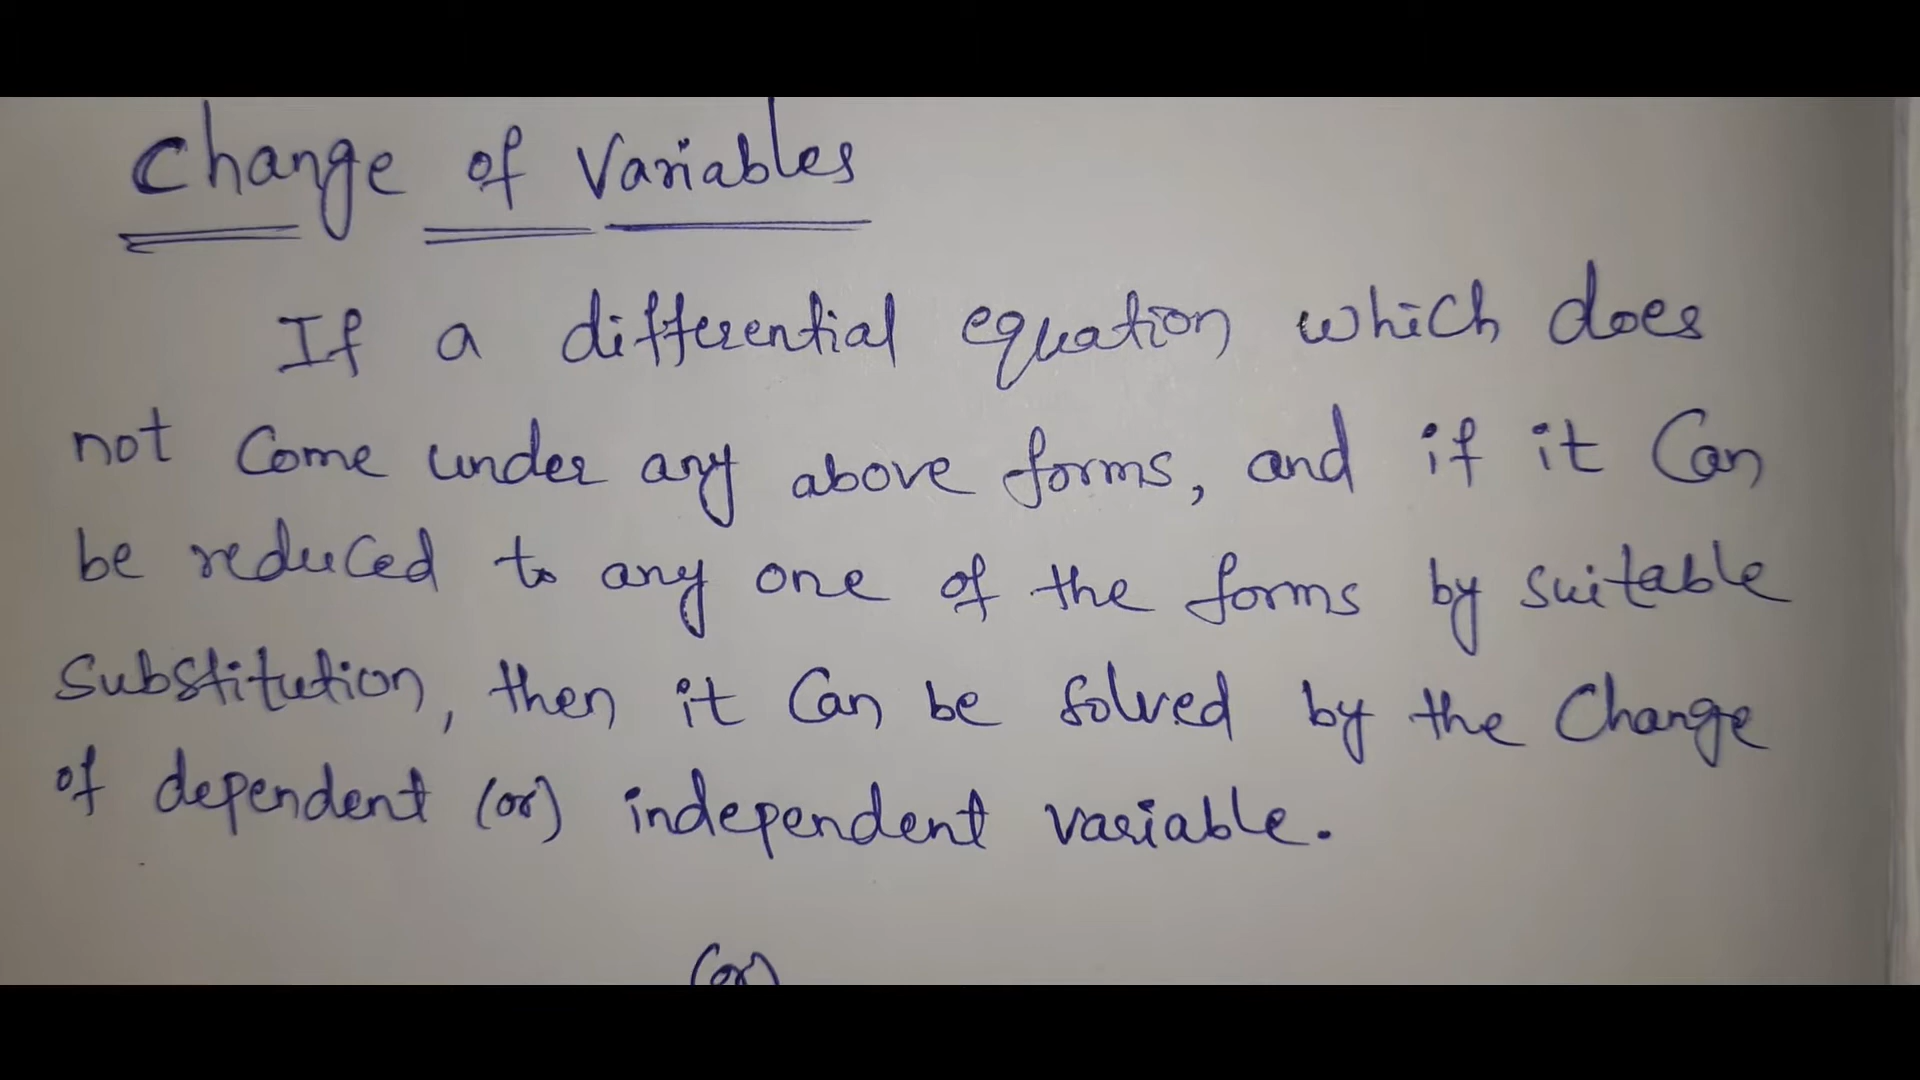 Change of Variables
If a differential equation which does
not come under any above forms, and if it can
be reduced to any one of the forms by suitable
substitution, then it can be solved by the change
of dependent (or) independent variable.
(or)